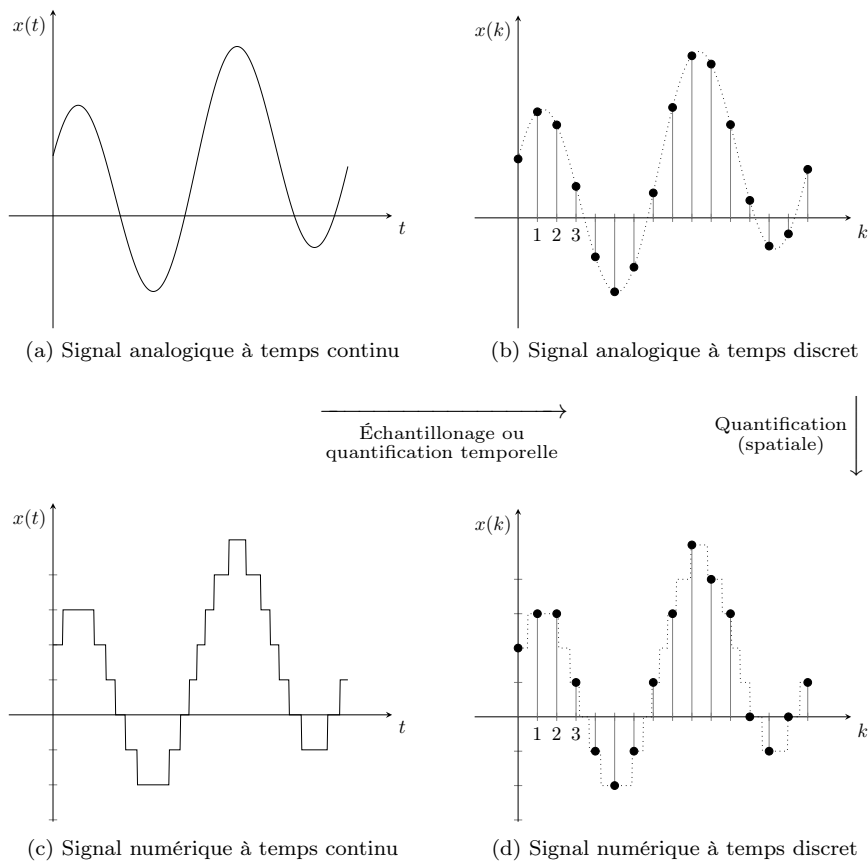 x(t)
t
(a) Signal analogique à temps continu
x(k)
1 2 3
k
(b) Signal analogique à temps discret
Échantillonage ou
quantification temporelle
Quantification
(spatiale)
x(t)
t
(c) Signal numérique à temps continu
x(k)
1 2 3
k
(d) Signal numérique à temps discret